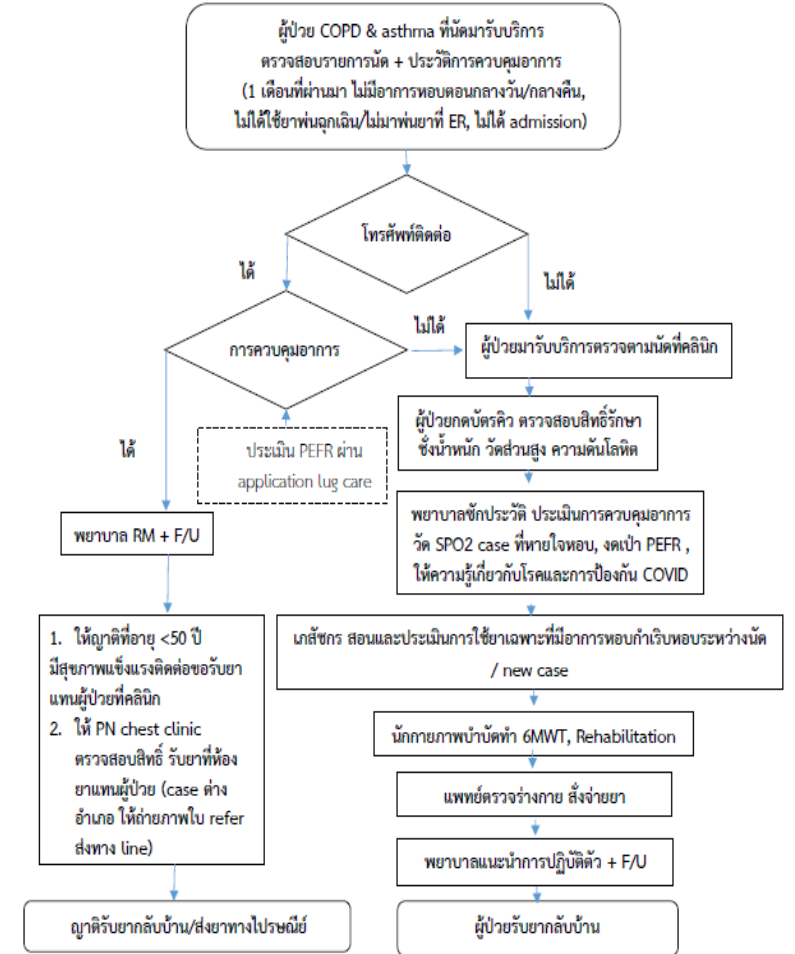 ผู้ป่วย COPD & asthma ที่นัดมารับบริการ
ตรวจสอบรายการนัด + ประวัติการควบคุมอาการ
(1 เดือนที่ผ่านมา ไม่มีอาการหอบตอนกลางวัน/กลางคืน,
ไม่ได้ใช้ยาพ่นฉุกเฉิน/ไม่มาพ่นยาที่ ER, ไม่ได้ admission)
โทรศัพท์ติดต่อ
ได้
ไม่ได้
การควบคุมอาการ
ไม่ได้
ผู้ป่วยมารับบริการตรวจตามนัดที่คลินิก
ได้
ประเมิน PEFR ผ่าน
application lug care
ผู้ป่วยกดบัตรคิว ตรวจสอบสิทธิ์รักษา
ชั่งน้ำหนัก วัดส่วนสูง ความดันโลหิต
พยาบาล RM + F/U
พยาบาลซักประวัติ ประเมินการควบคุมอาการ
วัด SPO2 case ที่หายใจหอบ, งดเป่า PEFR ,
ให้ความรู้เกี่ยวกับโรคและการป้องกัน COVID
1. ให้ญาติที่อายุ <50 ปี
มีสุขภาพแข็งแรงติดต่อขอรับยา
แทนผู้ป่วยที่คลินิก
2. ให้ PN chest clinic
ตรวจสอบสิทธิ์ รับยาที่ห้อง
ยาแทนผู้ป่วย (case ต่าง
อำเภอ ให้ถ่ายภาพใบ refer
ส่งทาง line)
เภสัชกร สอนและประเมินการใช้ยาเฉพาะที่มีอาการหอบกำเริบหอบระหว่างนัด
/ new case
นักกายภาพบำบัดทำ 6MWT, Rehabilitation
แพทย์ตรวจร่างกาย สั่งจ่ายยา
พยาบาลแนะนำการปฏิบัติตัว + F/U
ญาติรับยากลับบ้าน/ส่งยาทางไปรษณีย์
ผู้ป่วยรับยากลับบ้าน